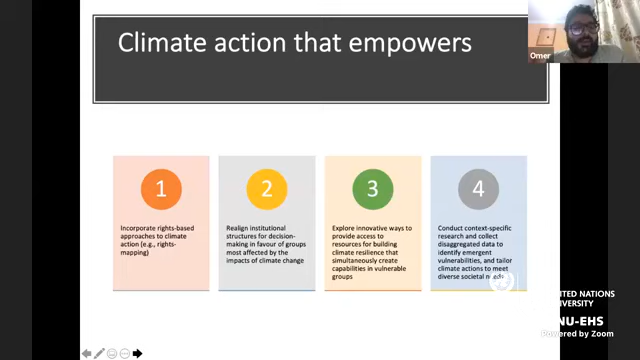 Climate action that empowers
Omer
1
Incorporate rights-based
approaches to climate
action (e.g., rights-
mapping)
2
Realign institutional
structures for decision-
making in favour of groups
most affected by the
impacts of climate change
3
Explore innovative ways to
provide access to
resources for building
climate resilience that
simultaneously create
capabilities in vulnerable
groups
4
Conduct context-specific
research and collect
disaggregated data to
identify emergent
vulnerabilities, and tailor
climate actions to meet
diverse societal needs
UNITED NATIONS
UNIVERSITY
UNU-EHS
Powered by Zoom